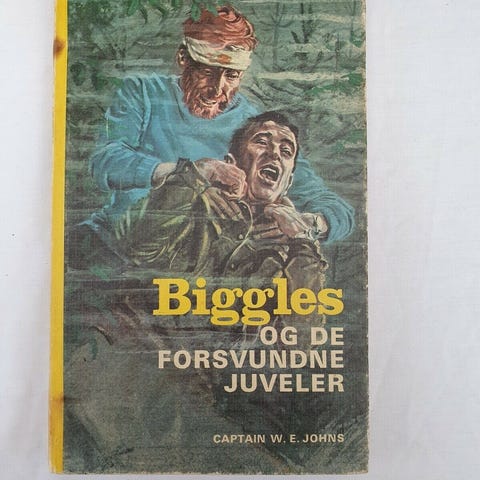 Biggles
OG DE
FORSVUNDNE
JUVELER
CAPTAIN W. E. JOHNS